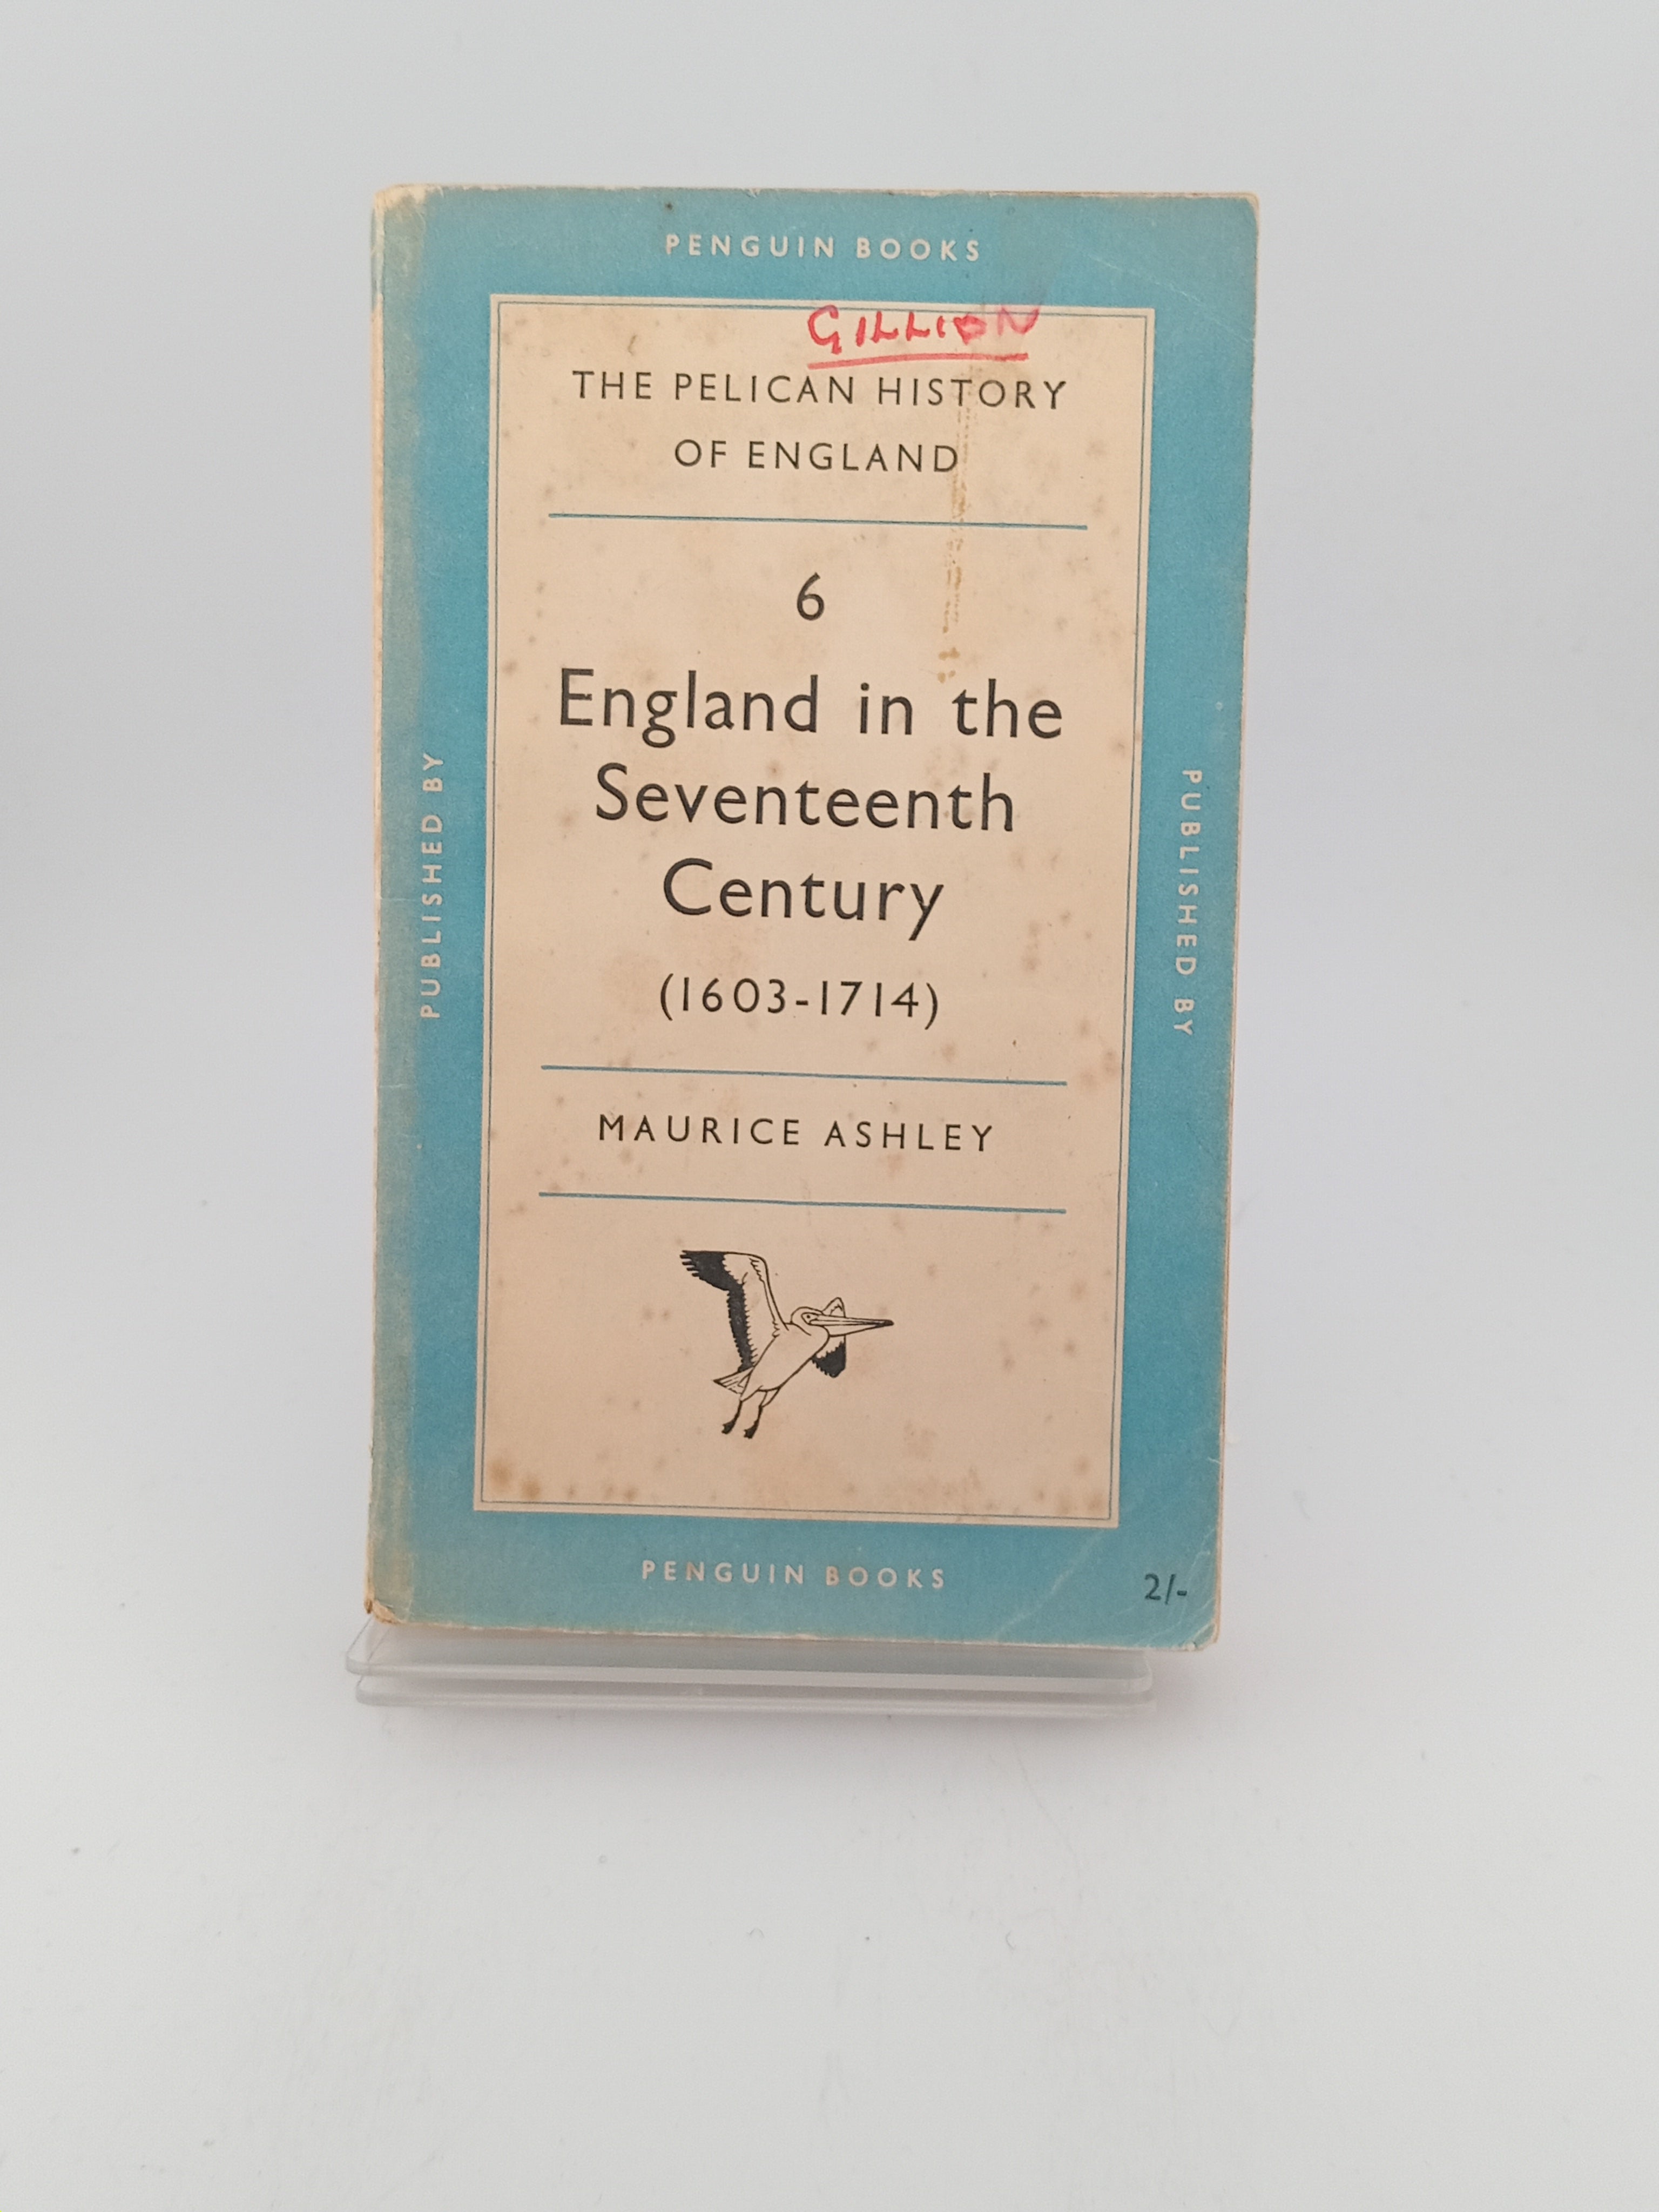 PENGUIN BOOKS
GILLIAN
THE PELICAN HISTORY
OF ENGLAND
6
England in the
Seventeenth
Century
(1603-1714)
MAURICE ASHLEY
PUBLISHED BY
PUBLISHED BY
PENGUIN BOOKS
2/-